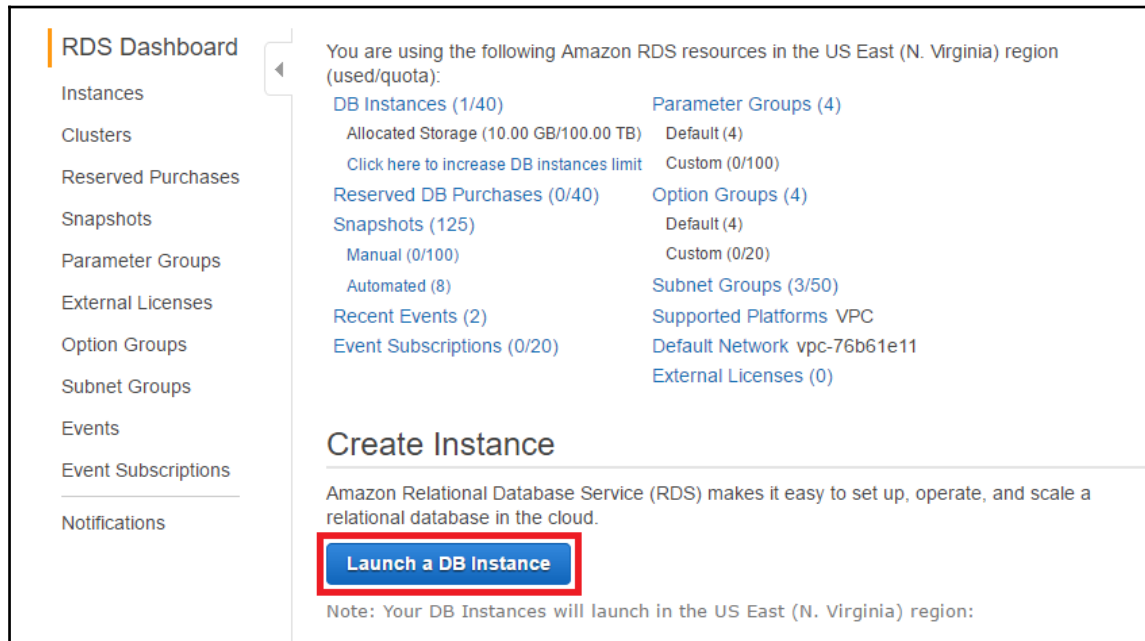 RDS Dashboard
Instances
Clusters
Reserved Purchases
Snapshots
Parameter Groups
External Licenses
Option Groups
Subnet Groups
Events
Event Subscriptions
Notifications
You are using the following Amazon RDS resources in the US East (N. Virginia) region
(used/quota):
DB Instances (1/40)
Allocated Storage (10.00 GB/100.00 TB)
Click here to increase DB instances limit
Reserved DB Purchases (0/40)
Snapshots (125)
Manual (0/100)
Automated (8)
Recent Events (2)
Event Subscriptions (0/20)
Parameter Groups (4)
Default (4)
Custom (0/100)
Option Groups (4)
Default (4)
Custom (0/20)
Subnet Groups (3/50)
Supported Platforms VPC
Default Network vpc-76b61e11
External Licenses (0)
Create Instance
Amazon Relational Database Service (RDS) makes it easy to set up, operate, and scale a
relational database in the cloud.
Launch a DB Instance
Note: Your DB Instances will launch in the US East (N. Virginia) region: